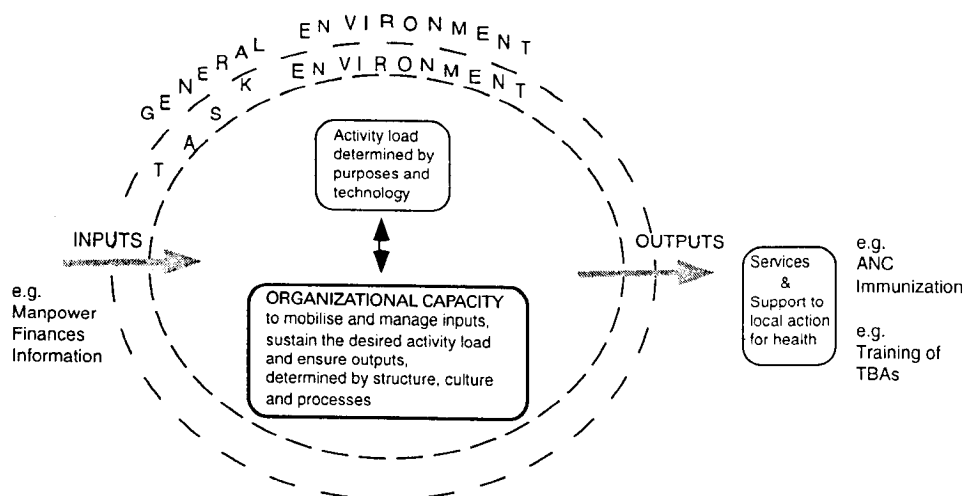 GENERAL ENVIRONMENT
TASK ENVIRONMENT
Activity load
determined by
purposes and
technology
INPUTS
e.g.
Manpower
Finances
Information
ORGANIZATIONAL CAPACITY
to mobilise and manage inputs,
sustain the desired activity load
and ensure outputs,
determined by structure, culture
and processes
OUTPUTS
Services
&
Support to
local action
for health
e.g.
ANC
Immunization
e.g.
Training of
TBAs